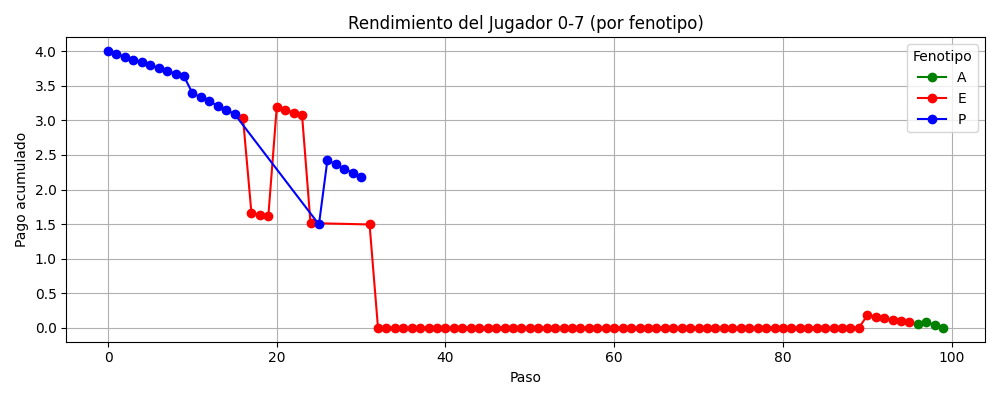 Rendimiento del Jugador 0-7 (por fenotipo)
Pago acumulado
4.0
3.5
3.0
2.5
2.0
1.5
1.0
0.5
0.0
Fenotipo
A
E
P
0 20 40 60 80 100
Paso